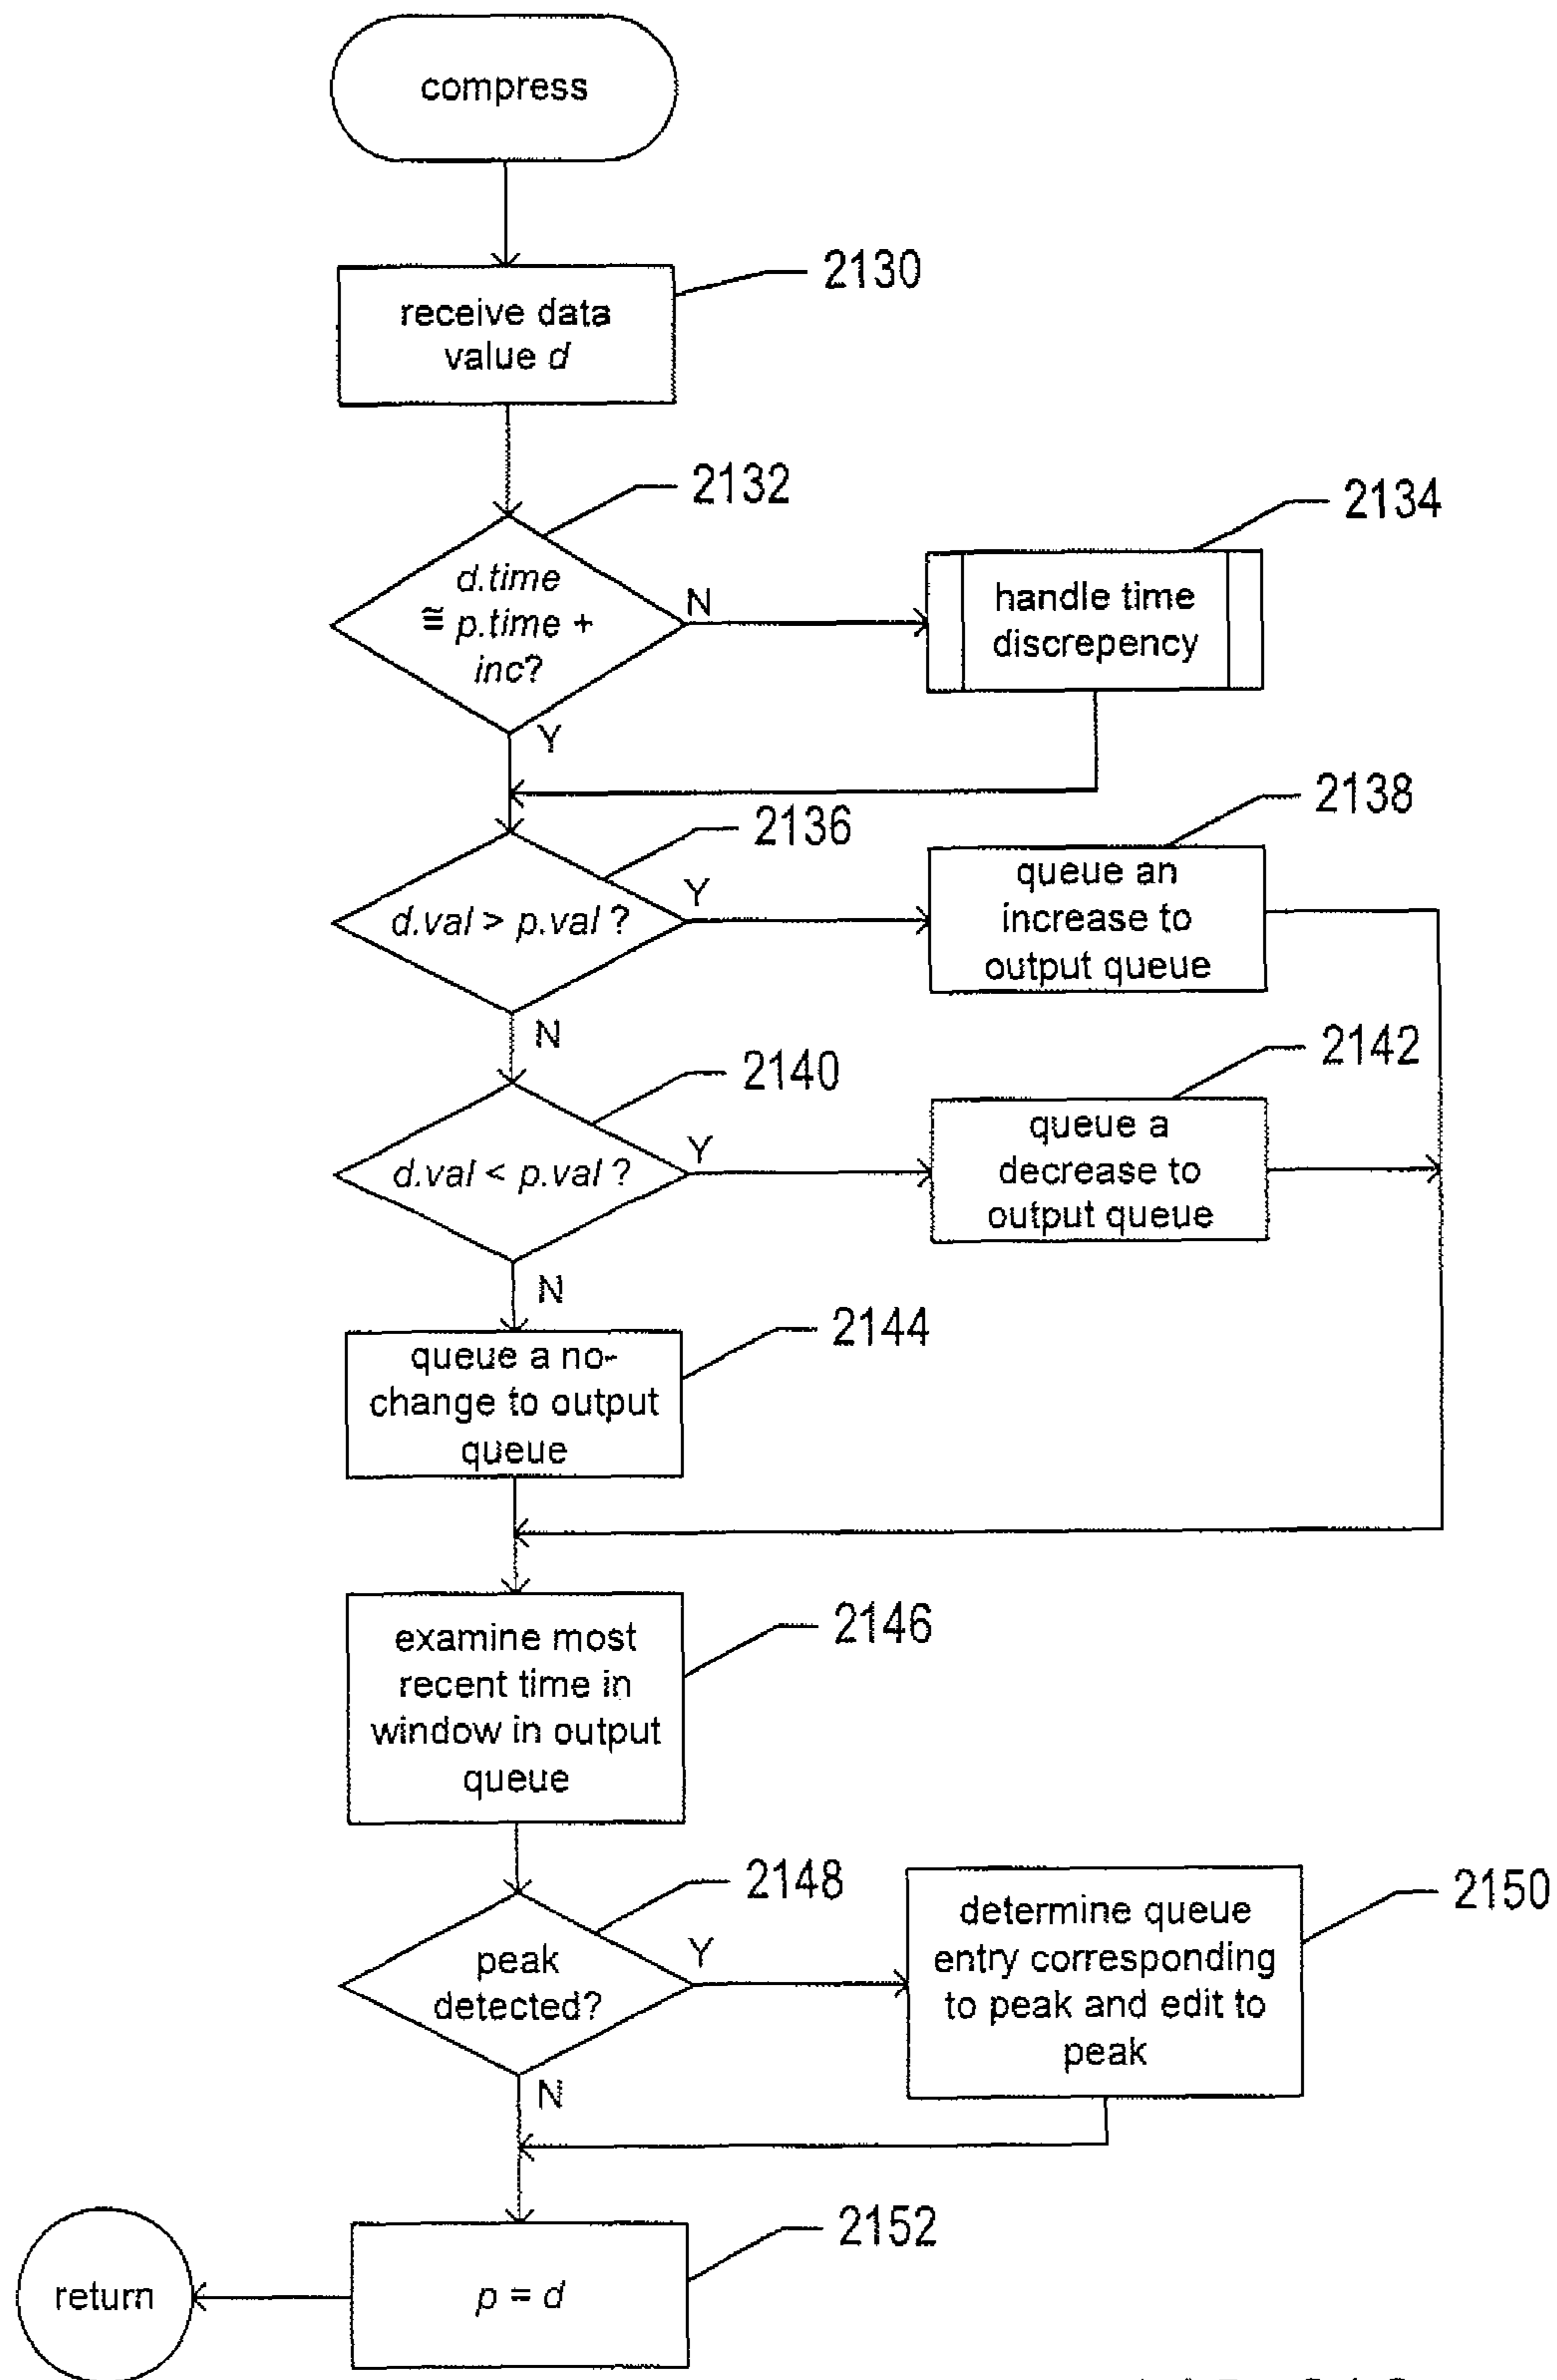 compress
2130
receive data
value d
2132
d.time
≅ p.time +
inc?
N
Y
2134
handle time
discrepency
2136
d.val > p.val ?
Y
N
2138
queue an
increase to
output queue
2140
d.val < p.val ?
Y
N
2142
queue a
decrease to
output queue
2144
queue a no-
change to output
queue
2146
examine most
recent time in
window in output
queue
2148
peak
detected?
Y
N
2150
determine queue
entry corresponding
to peak and edit to
peak
2152
p = d
return